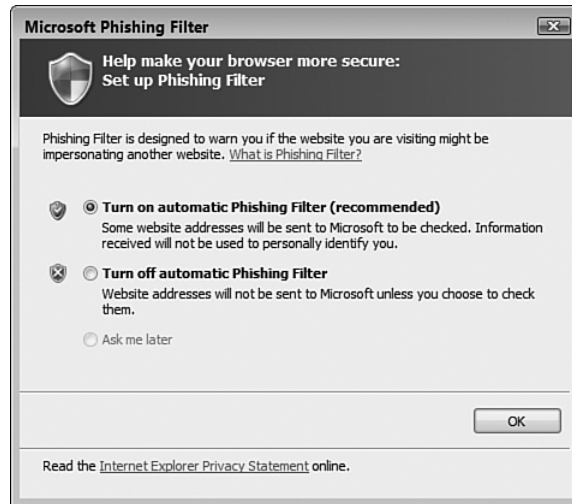 Microsoft Phishing Filter
Help make your browser more secure:
Set up Phishing Filter
Phishing Filter is designed to warn you if the website you are visiting might be
impersonating another website. What is Phishing Filter?
Turn on automatic Phishing Filter (recommended)
Some website addresses will be sent to Microsoft to be checked. Information
received will not be used to personally identify you.
Turn off automatic Phishing Filter
Website addresses will not be sent to Microsoft unless you choose to check
them.
Ask me later
OK
Read the Internet Explorer Privacy Statement online.